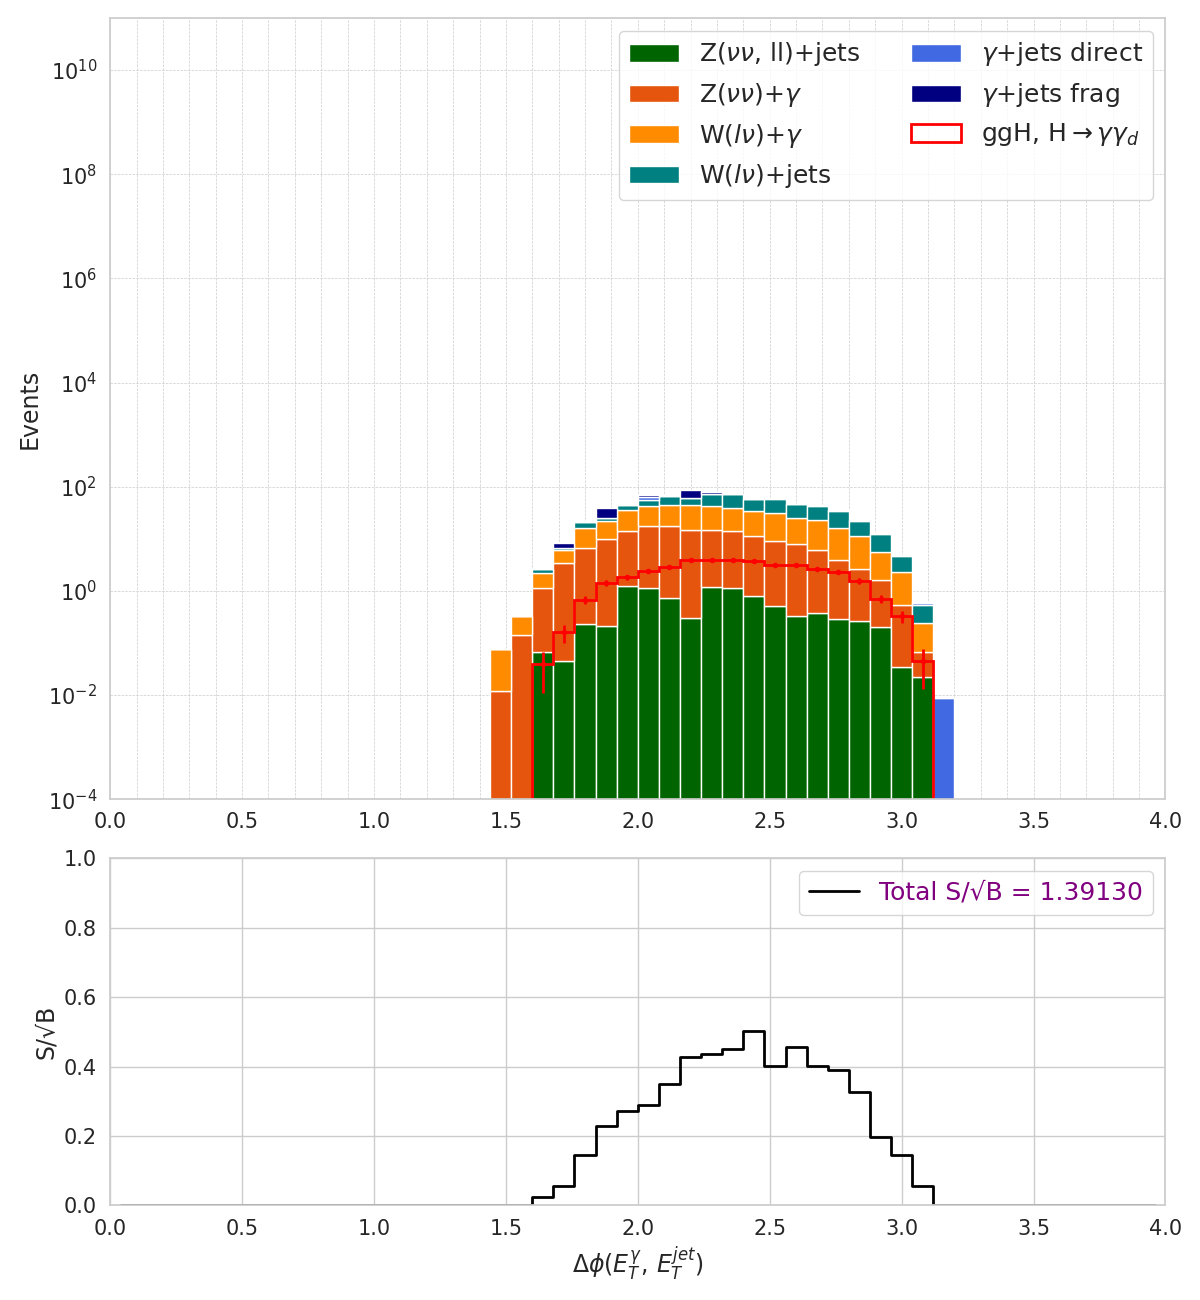 Z(νν, ll)+jets
Z(νν)+γ
W(lν)+γ
W(lν)+jets
γ+jets direct
γ+jets frag
ggH, H→γγ_d
Events
10^10
10^8
10^6
10^4
10^2
10^0
10^−2
10^−4
0.0 0.5 1.0 1.5 2.0 2.5 3.0 3.5 4.0
Total S/√B = 1.39130
S/√B
1.0
0.8
0.6
0.4
0.2
0.0
0.0 0.5 1.0 1.5 2.0 2.5 3.0 3.5 4.0
Δϕ(E_T^γ, E_T^jet)